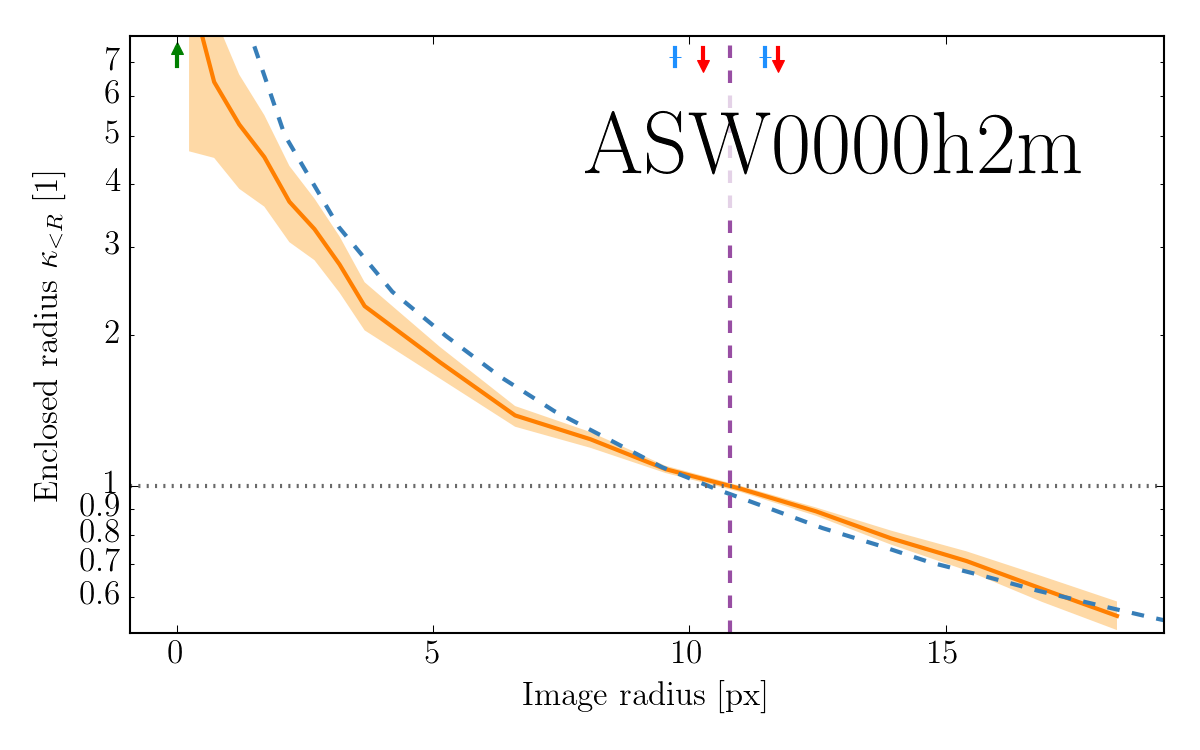 ASW0000h2m
Enclosed radius κ<R [1]
7
6
5
4
3
2
1
0.9
0.8
0.7
0.6
0 5 10 15
Image radius [px]